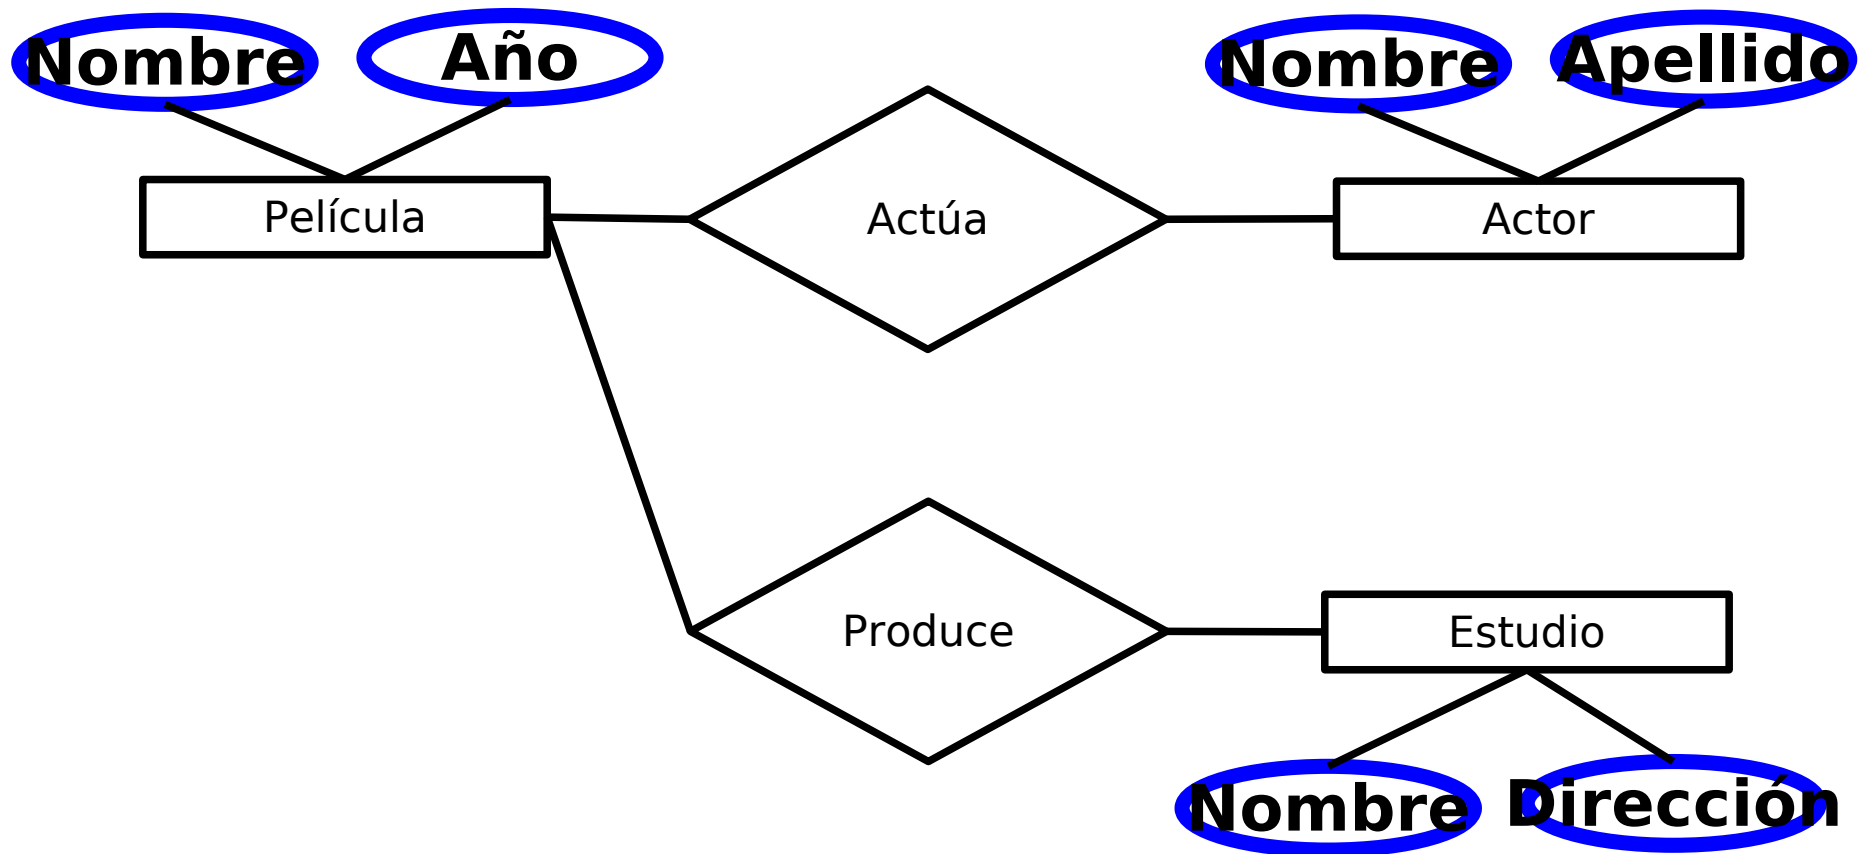 Nombre
Año
Nombre
Apellido
Película
Actúa
Actor
Produce
Estudio
Nombre
Dirección